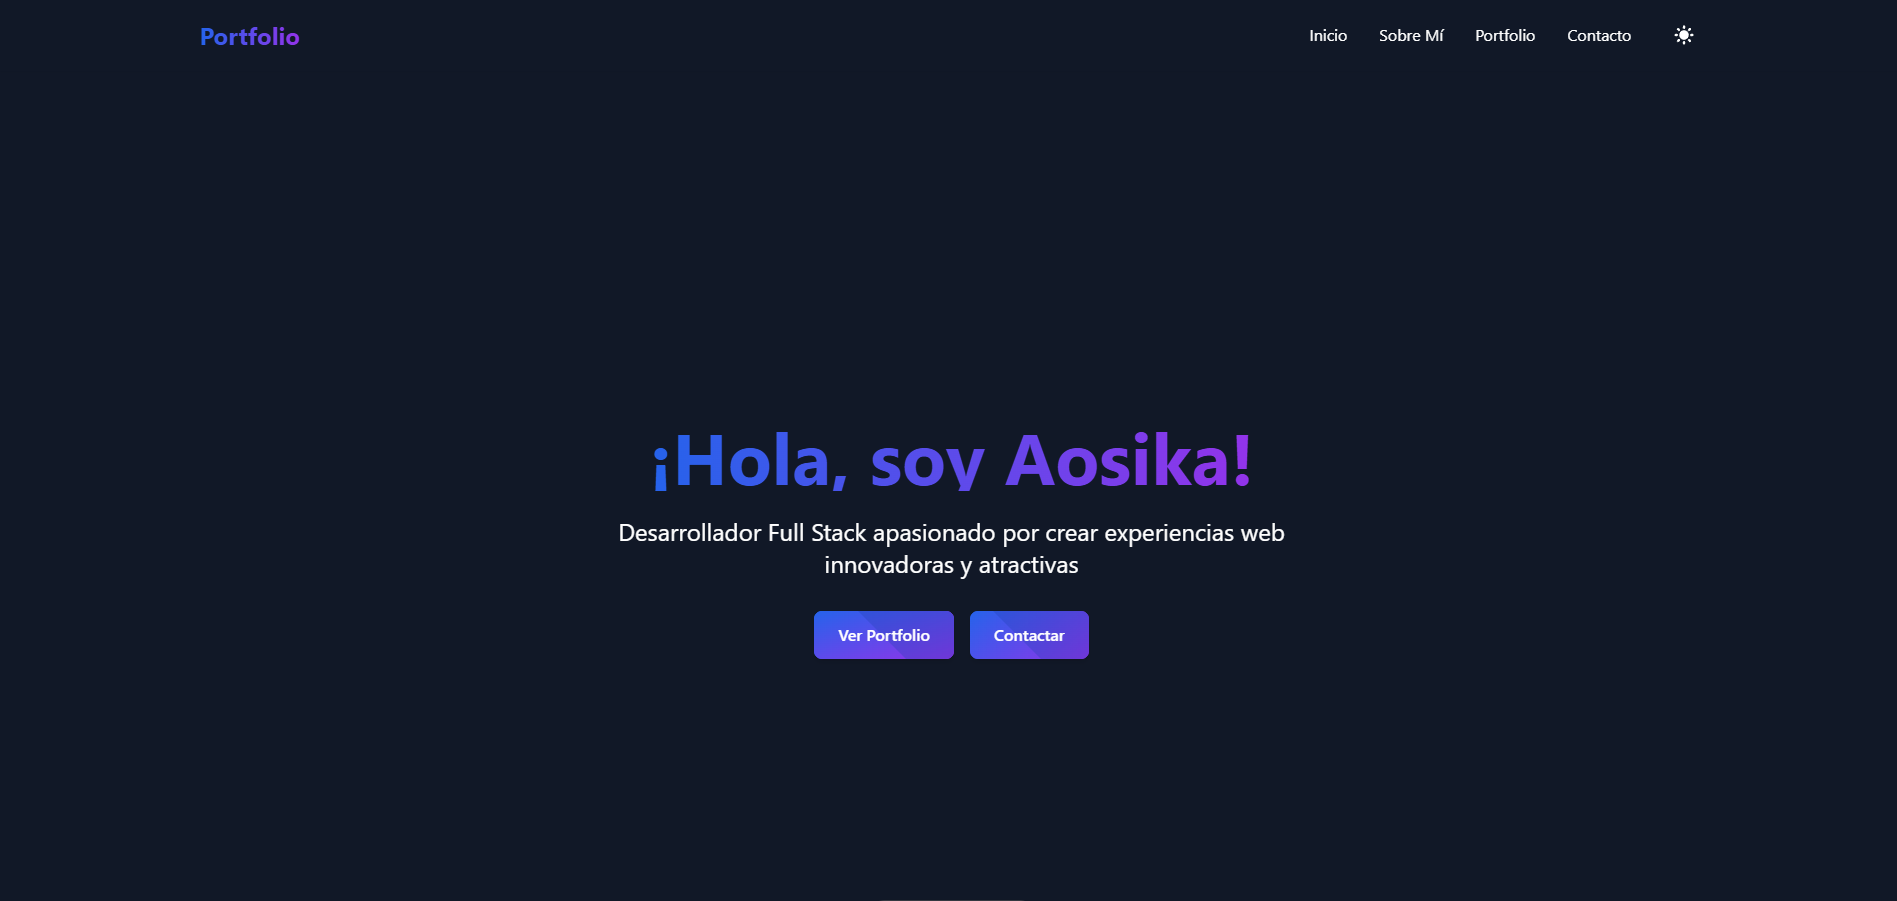 Portfolio
Inicio Sobre Mí Portfolio Contacto
¡Hola, soy Aosika!
Desarrollador Full Stack apasionado por crear experiencias web
innovadoras y atractivas
Ver Portfolio Contactar